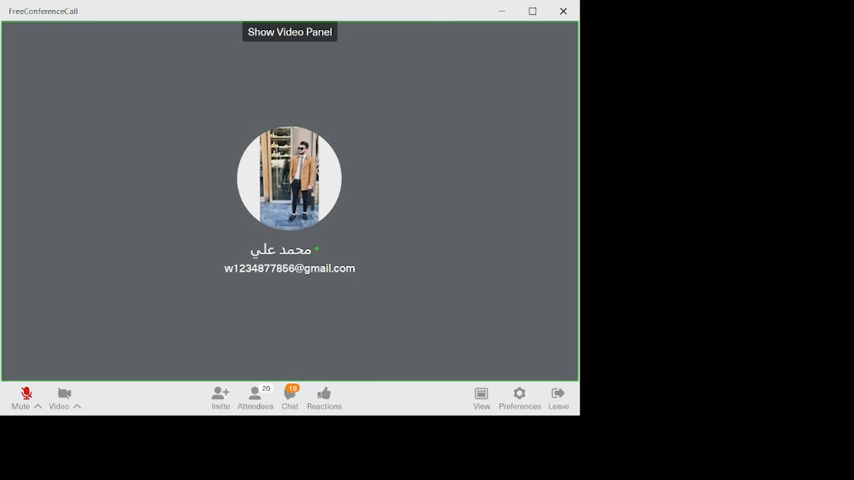 FreeConferenceCall
Show Video Panel
محمد علي
w1234877856@gmail.com
20
18
Mute
Video
Invite
Attendees
Chat
Reactions
View
Preferences
Leave